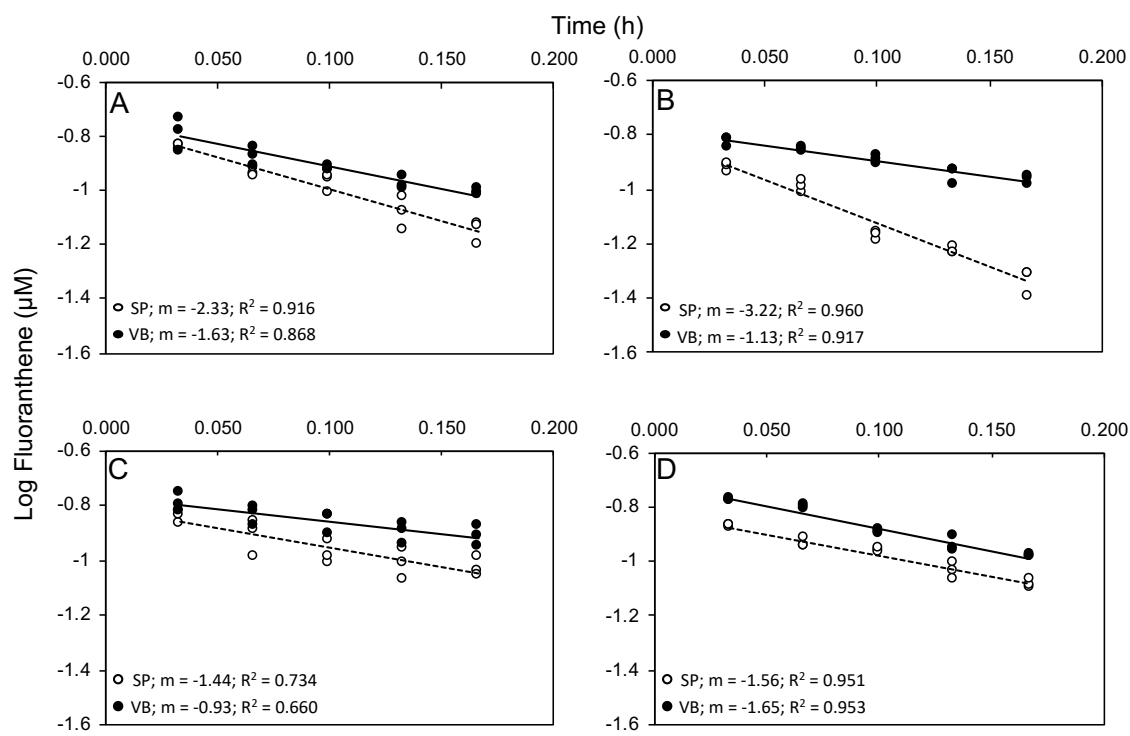 Time (h)
0.000 0.050 0.100 0.150 0.200
-0.6
-0.8
-1
-1.2
-1.4
-1.6
A
SP; m = -2.33; R² = 0.916
VB; m = -1.63; R² = 0.868
0.000 0.050 0.100 0.150 0.200
-0.6
-0.8
-1
-1.2
-1.4
-1.6
B
SP; m = -3.22; R² = 0.960
VB; m = -1.13; R² = 0.917
Log Fluoranthene (µM)
0.000 0.050 0.100 0.150 0.200
-0.6
-0.8
-1
-1.2
-1.4
-1.6
C
SP; m = -1.44; R² = 0.734
VB; m = -0.93; R² = 0.660
0.000 0.050 0.100 0.150 0.200
-0.6
-0.8
-1
-1.2
-1.4
-1.6
D
SP; m = -1.56; R² = 0.951
VB; m = -1.65; R² = 0.953